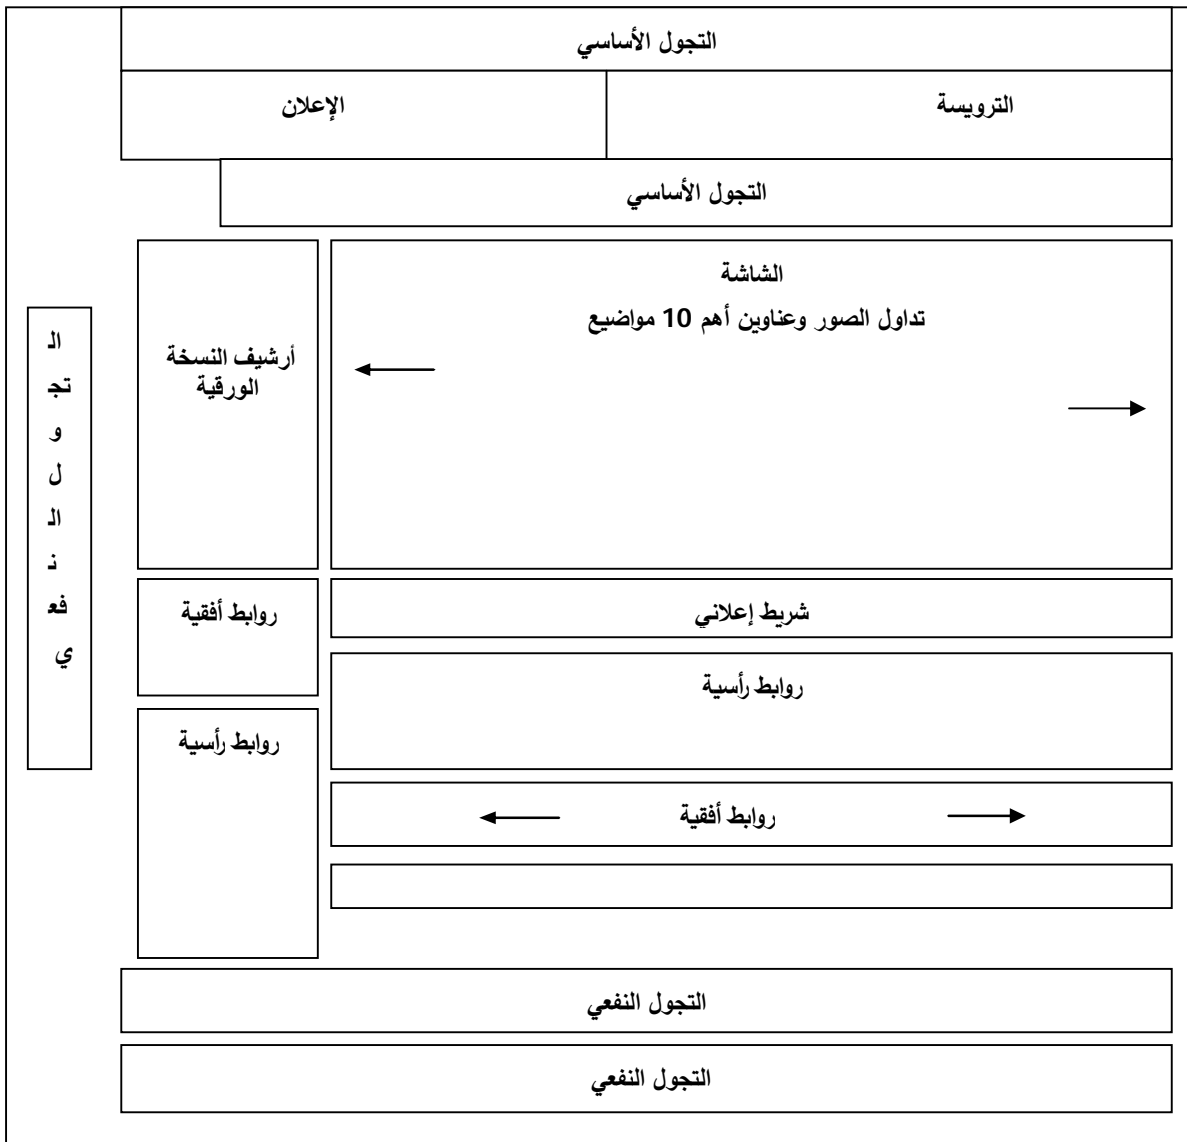 التجول الأساسي
الترويسة
الإعلان
التجول الأساسي
الشاشة
تداول الصور وعناوين أهم 10 مواضيع
أرشيف النسخة
الورقية
الـ
تجـ
و
ل
الـ
نـ
فعـ
ي
شريط إعلاني
روابط أفقية
روابط رأسية
روابط رأسية
روابط أفقية
التجول النفعي
التجول النفعي